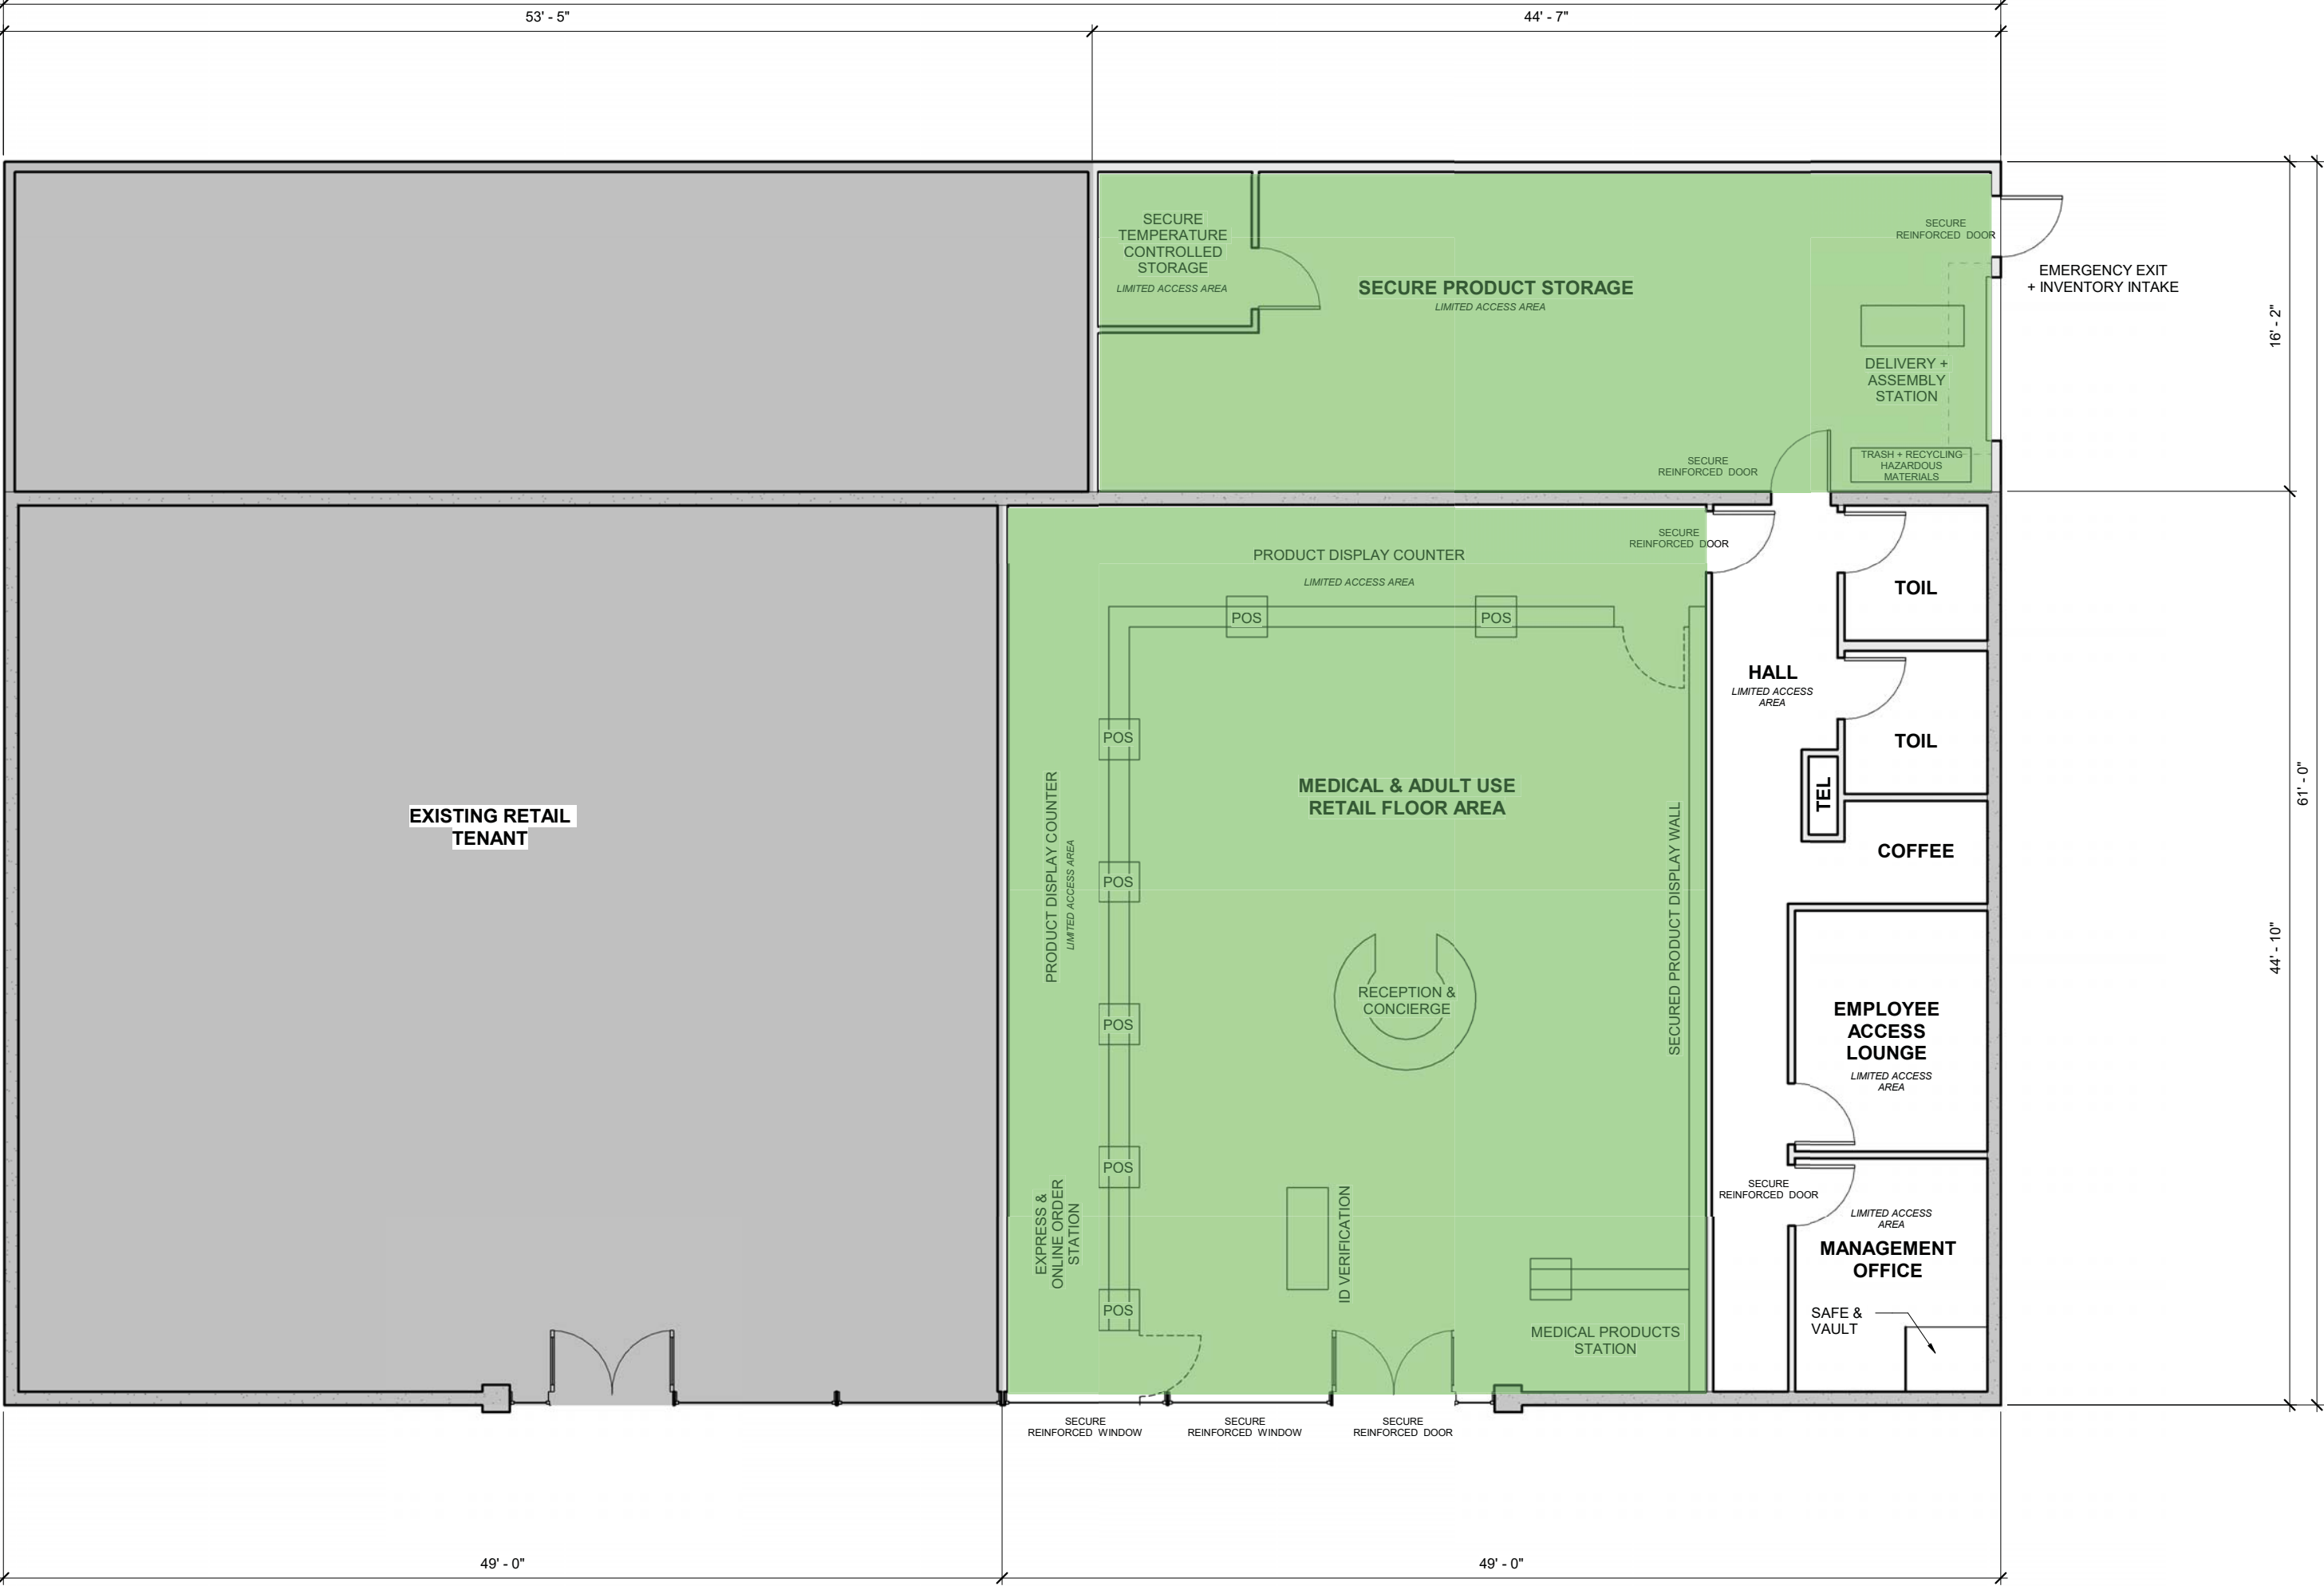 53' - 5"
44' - 7"
SECURE
TEMPERATURE
CONTROLLED
STORAGE
LIMITED ACCESS AREA
SECURE PRODUCT STORAGE
LIMITED ACCESS AREA
SECURE
REINFORCED DOOR
EMERGENCY EXIT
+ INVENTORY INTAKE
16' - 2"
DELIVERY +
ASSEMBLY
STATION
TRASH + RECYCLING
HAZARDOUS
MATERIALS
SECURE
REINFORCED DOOR
SECURE
REINFORCED DOOR
PRODUCT DISPLAY COUNTER
LIMITED ACCESS AREA
POS
POS
TOIL
HALL
LIMITED ACCESS
AREA
TOIL
POS
TEL
61' - 0"
EXISTING RETAIL
TENANT
MEDICAL & ADULT USE
RETAIL FLOOR AREA
PRODUCT DISPLAY COUNTER
LIMITED ACCESS AREA
POS
SECURED PRODUCT DISPLAY WALL
COFFEE
44' - 10"
RECEPTION &
CONCIERGE
POS
EMPLOYEE
ACCESS
LOUNGE
LIMITED ACCESS
AREA
POS
EXPRESS &
ONLINE ORDER
STATION
ID VERIFICATION
SECURE
REINFORCED DOOR
LIMITED ACCESS
AREA
MANAGEMENT
OFFICE
SAFE &
VAULT
POS
MEDICAL PRODUCTS
STATION
SECURE
REINFORCED WINDOW
SECURE
REINFORCED WINDOW
SECURE
REINFORCED DOOR
49' - 0"
49' - 0"